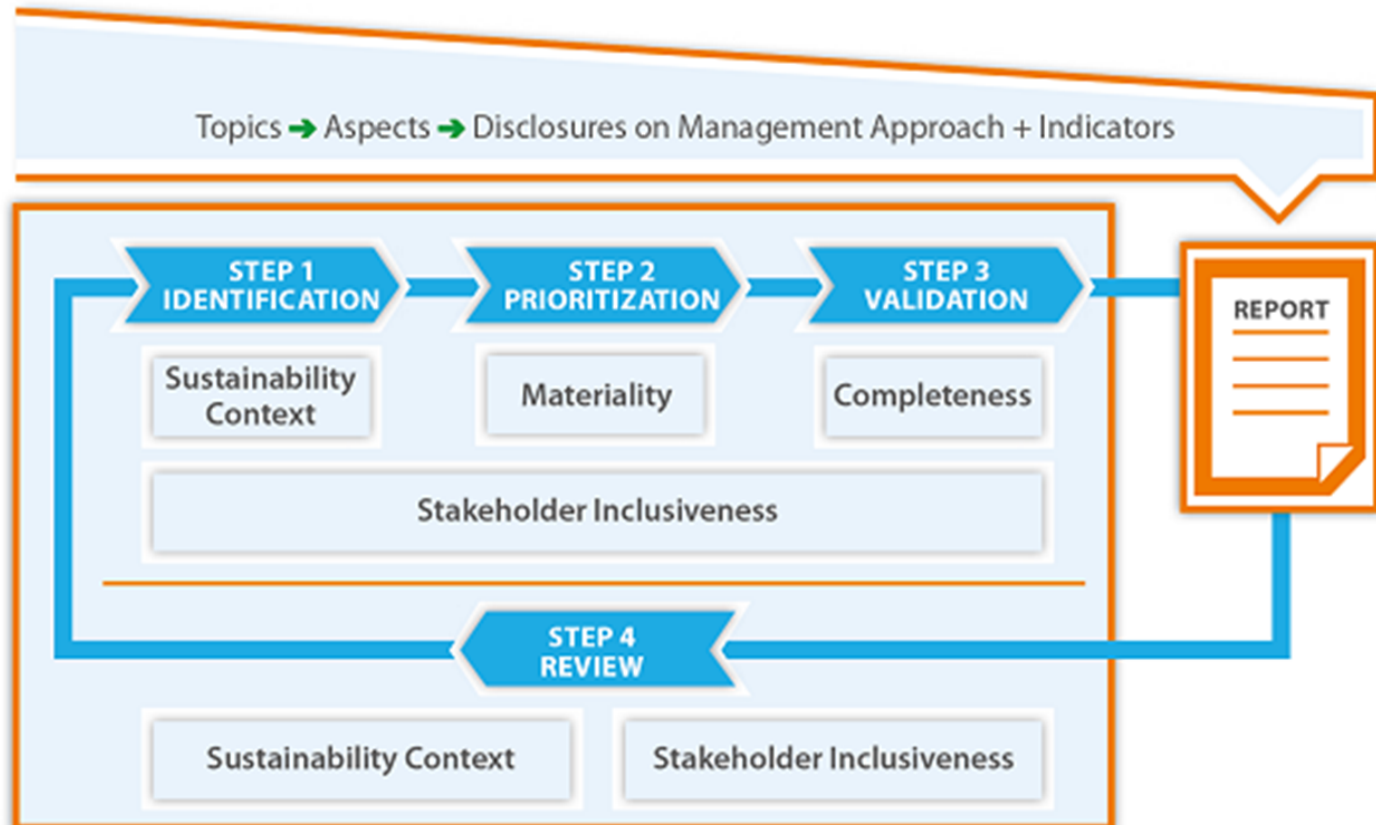 Topics ➔ Aspects ➔ Disclosures on Management Approach + Indicators
STEP 1
IDENTIFICATION
STEP 2
PRIORITIZATION
STEP 3
VALIDATION
REPORT
Sustainability
Context
Materiality
Completeness
Stakeholder Inclusiveness
STEP 4
REVIEW
Sustainability Context
Stakeholder Inclusiveness